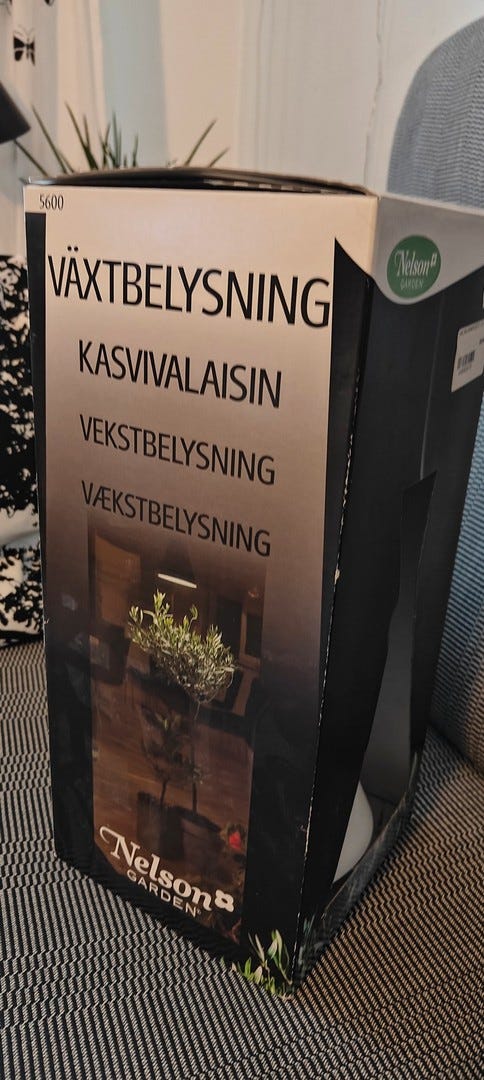 5600
VÄXTBELYSNING
KASVIVALAISIN
VEKSTBELYSNING
VÆKSTBELYSNING
Nelson
GARDEN
Nelson
GARDEN